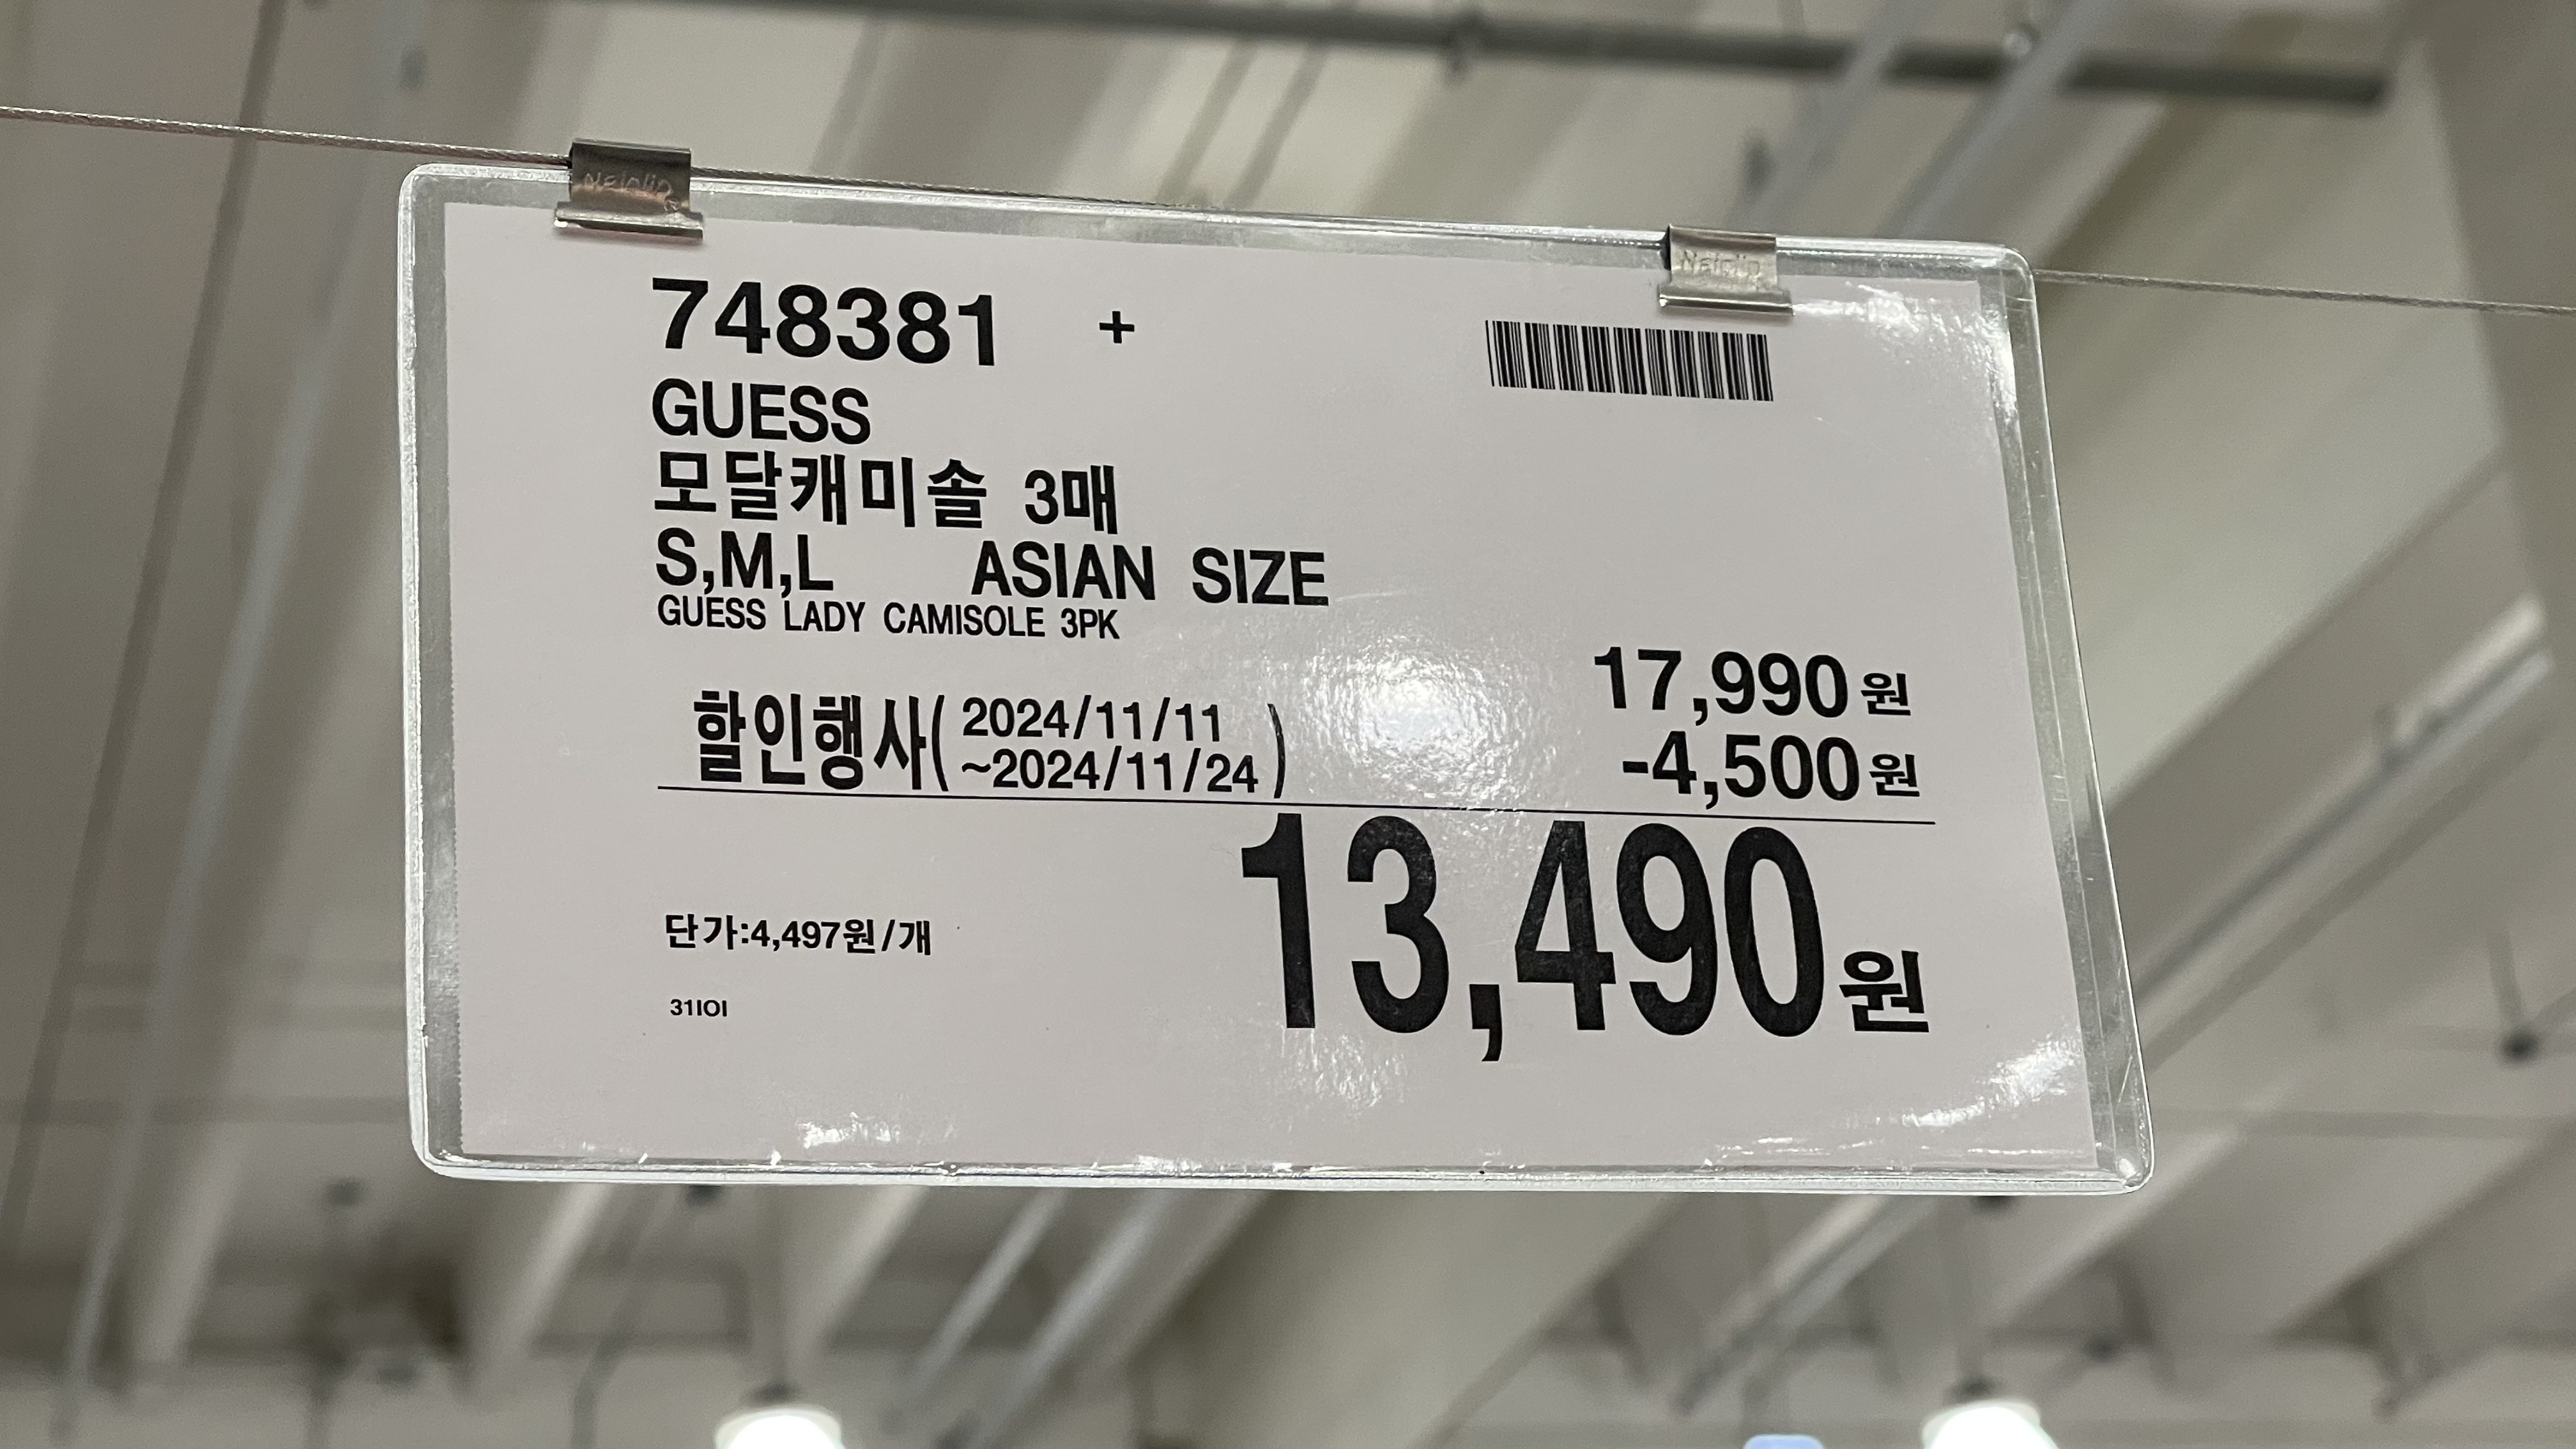 748381 +
GUESS
모달캐미솔 3매
S,M,L ASIAN SIZE
GUESS LADY CAMISOLE 3PK
17,990원
할인행사( 2024/11/11
~2024/11/24 )
-4,500원
13,490원
단가:4,497원/개